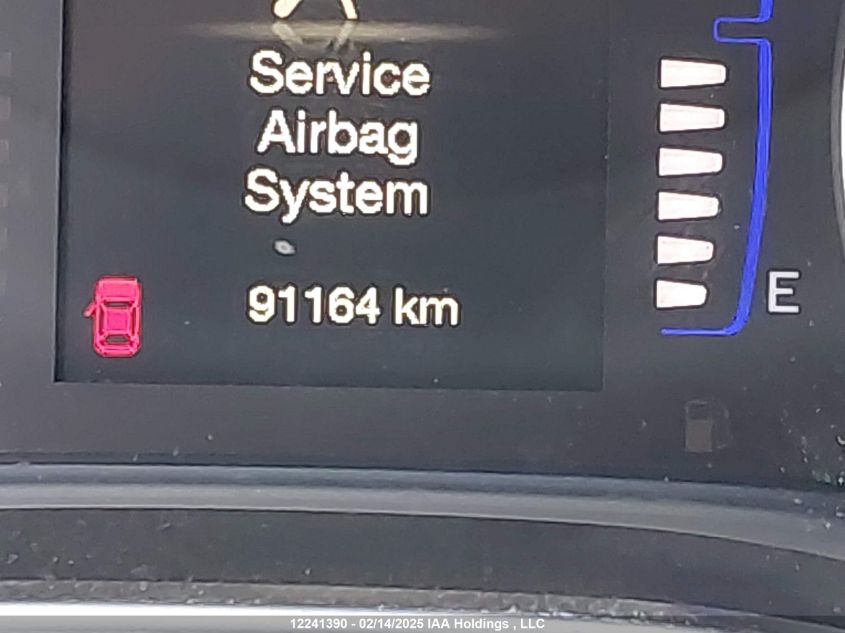 Service
Airbag
System
91164 km
E
12241390 - 02/14/2025 IAA Holdings , LLC